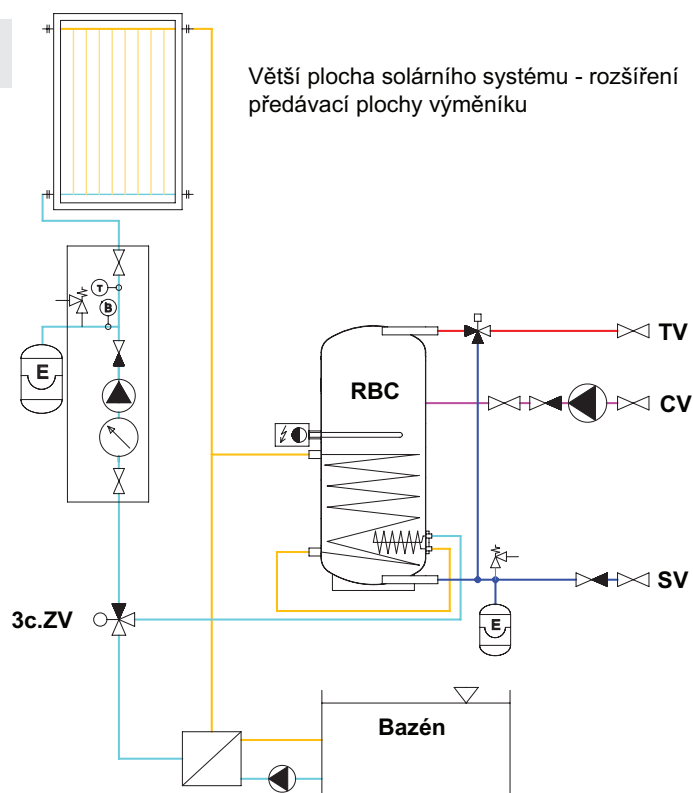 Větší plocha solárního systému - rozšíření
předávací plochy výměníku
T
B
E
RBC
TV
CV
SV
3c.ZV
E
Bazén